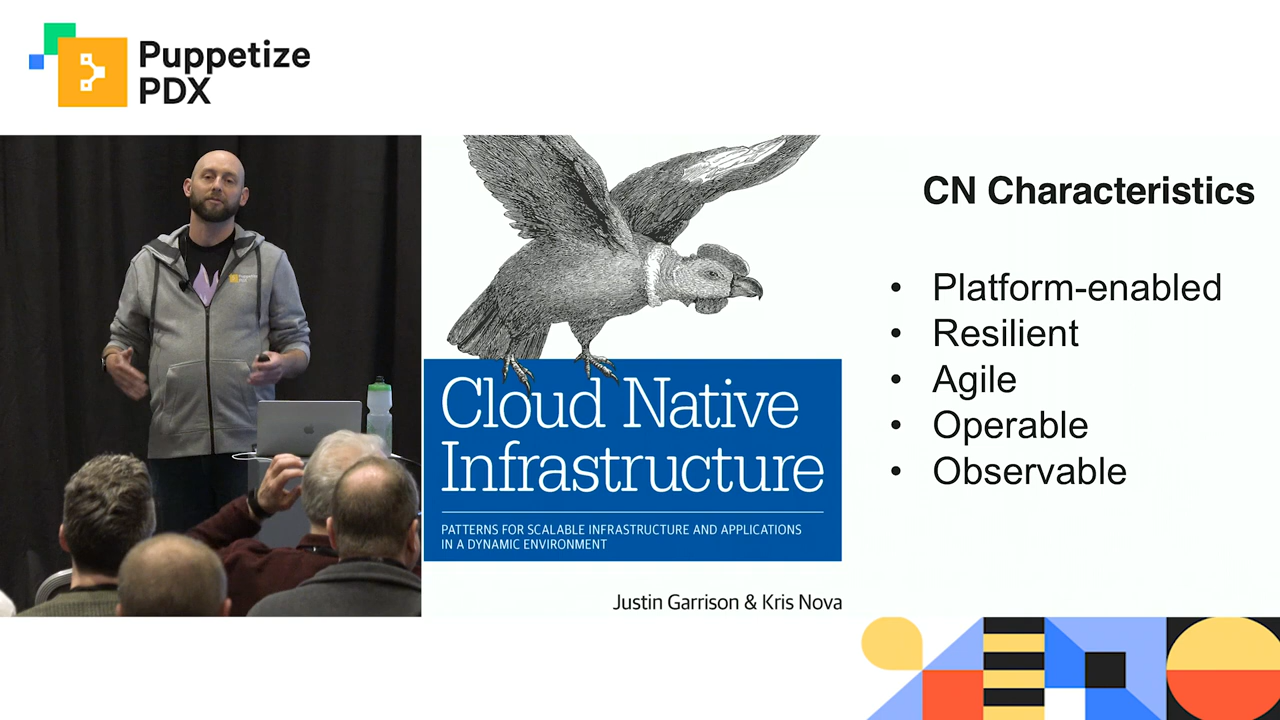 Puppetize
PDX
CN Characteristics
• Platform-enabled
• Resilient
• Agile
• Operable
• Observable
Cloud Native
Infrastructure
PATTERNS FOR SCALABLE INFRASTRUCTURE AND APPLICATIONS
IN A DYNAMIC ENVIRONMENT
Justin Garrison & Kris Nova